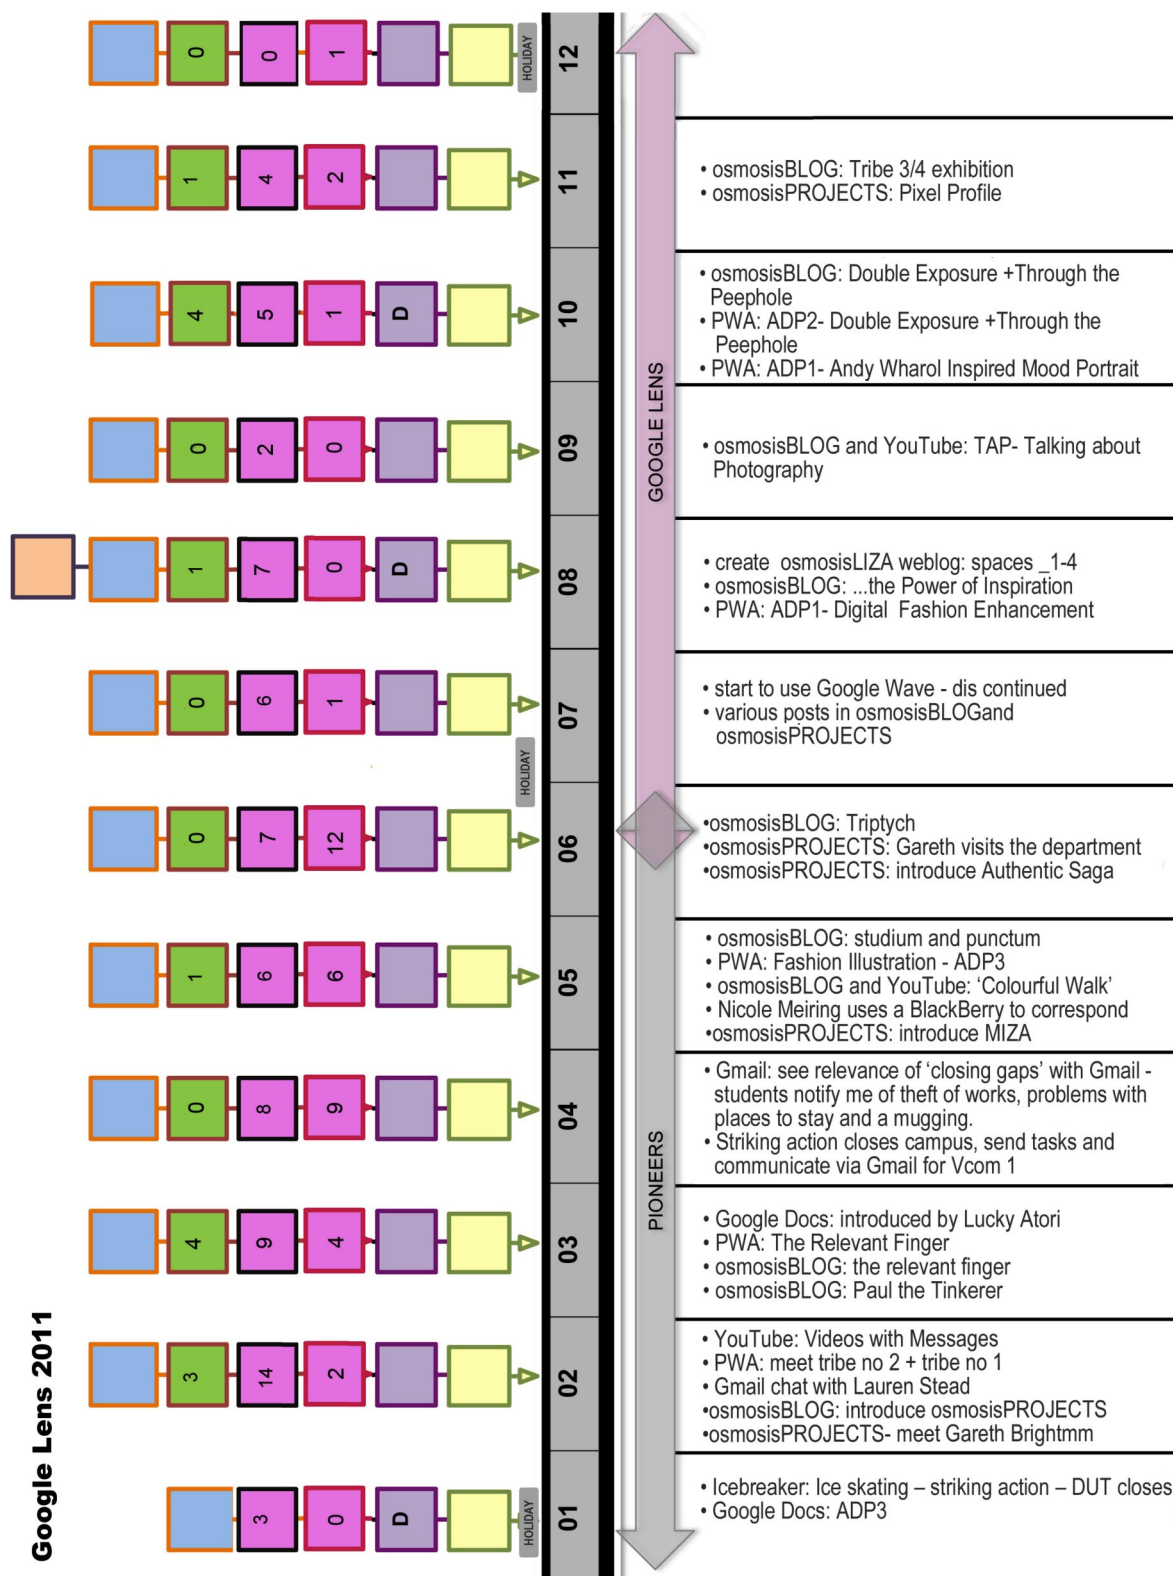 Google Lens 2011
0
0
1
HOLIDAY
12
1
4
2
11
• osmosisBLOG: Tribe 3/4 exhibition
• osmosisPROJECTS: Pixel Profile
4
5
1
D
10
• osmosisBLOG: Double Exposure +Through the
Peephole
• PWA: ADP2- Double Exposure +Through the
Peephole
• PWA: ADP1- Andy Wharol Inspired Mood Portrait
GOOGLE LENS
0
2
0
09
• osmosisBLOG and YouTube: TAP- Talking about
Photography
1
7
0
D
08
• create osmosisLIZA weblog: spaces _1-4
• osmosisBLOG: ...the Power of Inspiration
• PWA: ADP1- Digital Fashion Enhancement
0
6
1
07
• start to use Google Wave - dis continued
• various posts in osmosisBLOGand
osmosisPROJECTS
HOLIDAY
0
7
12
06
•osmosisBLOG: Triptych
•osmosisPROJECTS: Gareth visits the department
•osmosisPROJECTS: introduce Authentic Saga
1
6
6
05
• osmosisBLOG: studium and punctum
• PWA: Fashion Illustration - ADP3
• osmosisBLOG and YouTube: ‘Colourful Walk’
• Nicole Meiring uses a BlackBerry to correspond
•osmosisPROJECTS: introduce MIZA
0
8
9
04
• Gmail: see relevance of ‘closing gaps’ with Gmail -
students notify me of theft of works, problems with
places to stay and a mugging.
• Striking action closes campus, send tasks and
communicate via Gmail for Vcom 1
PIONEERS
4
9
4
03
• Google Docs: introduced by Lucky Atori
• PWA: The Relevant Finger
• osmosisBLOG: the relevant finger
• osmosisBLOG: Paul the Tinkerer
3
14
2
02
• YouTube: Videos with Messages
• PWA: meet tribe no 2 + tribe no 1
• Gmail chat with Lauren Stead
•osmosisBLOG: introduce osmosisPROJECTS
•osmosisPROJECTS- meet Gareth Brightmm
3
0
D
HOLIDAY
01
• Icebreaker: Ice skating – striking action – DUT closes
• Google Docs: ADP3